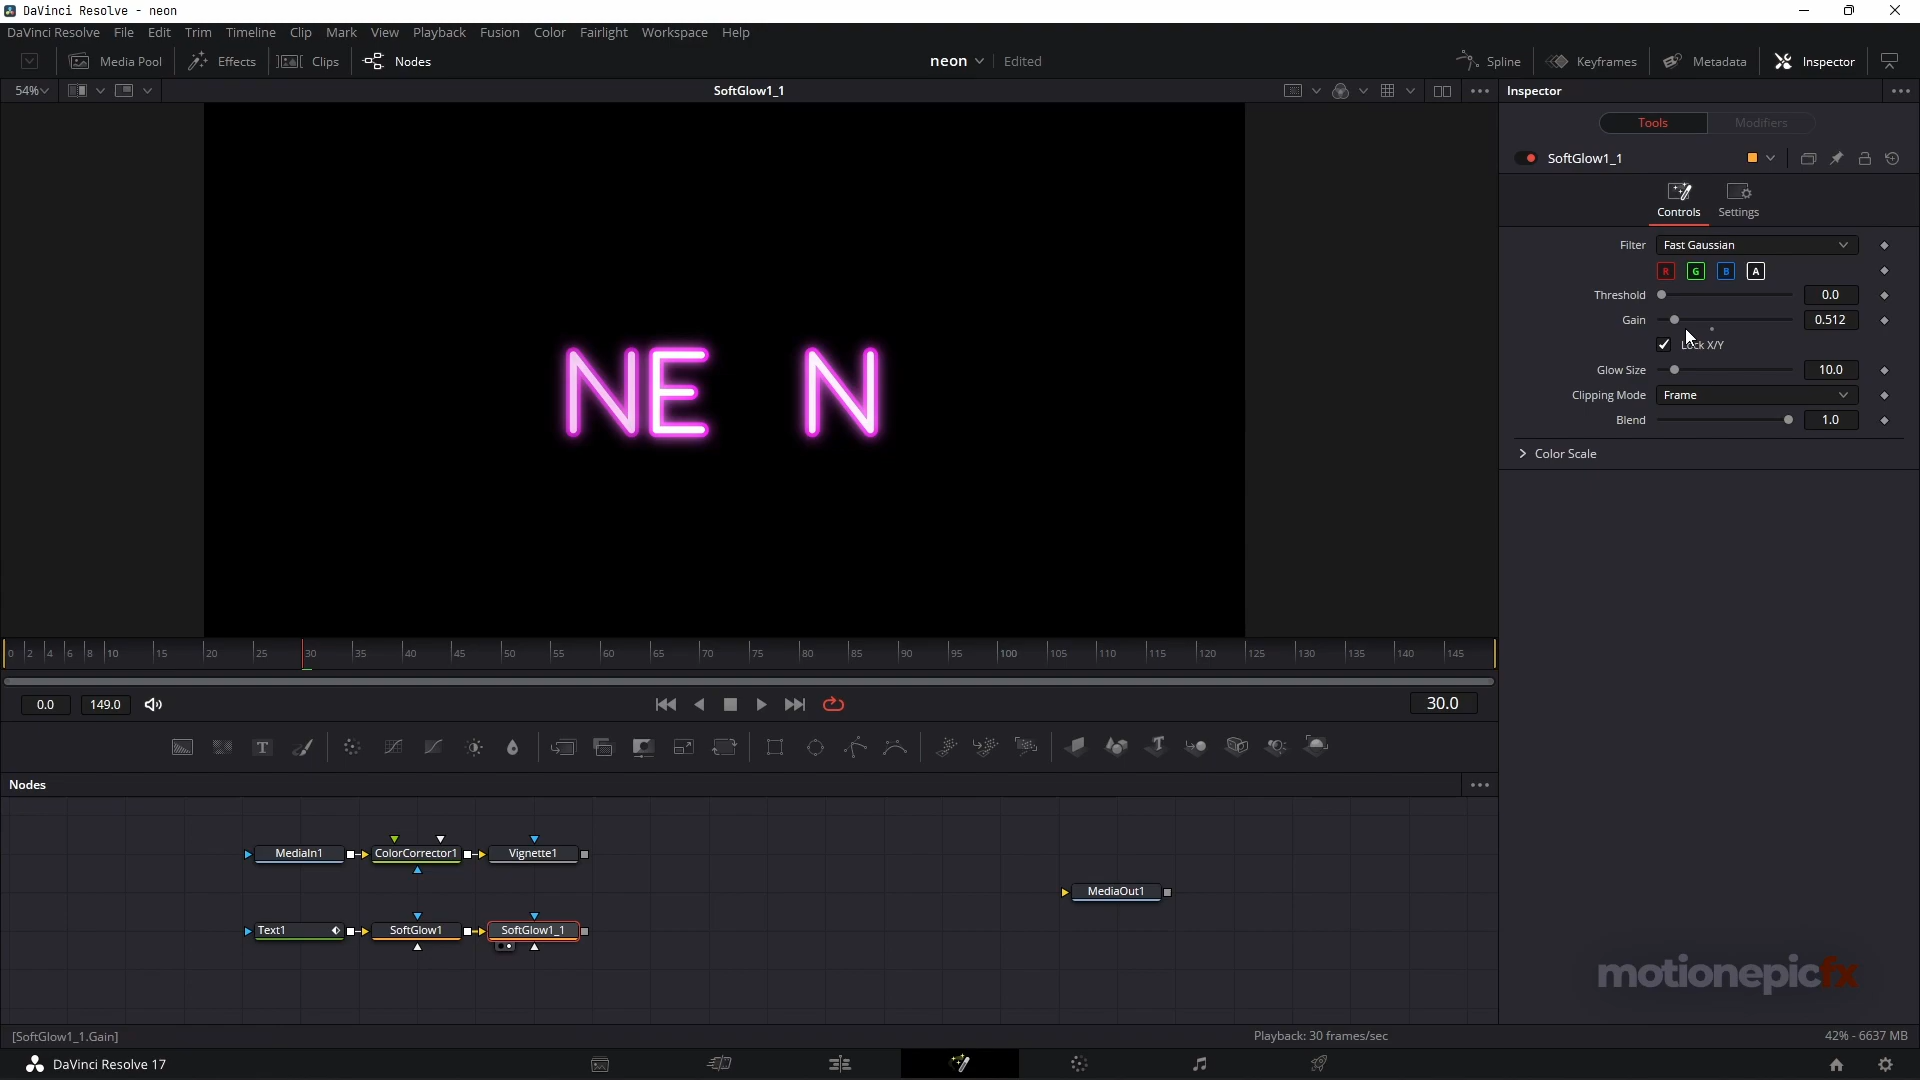 DaVinci Resolve - neon
DaVinci Resolve File Edit Trim Timeline Clip Mark View Playback Fusion Color Fairlight Workspace Help
Media Pool Effects Clips Nodes neon Edited Spline Keyframes Metadata Inspector
54% SoftGlow1_1 Inspector
Tools Modifiers
SoftGlow1_1
Controls Settings
Filter Fast Gaussian
R G B A
Threshold 0.0
Gain 0.512
Lock X/Y
Glow Size 10.0
Clipping Mode Frame
Blend 1.0
Color Scale
NE N
0 2 4 6 8 10 15 20 25 30 35 40 45 50 55 60 65 70 75 80 85 90 95 100 105 110 115 120 125 130 135 140 145
0.0 149.0 30.0
T
Nodes
MediaIn1 ColorCorrector1 Vignette1
MediaOut1
Text1 SoftGlow1 SoftGlow1_1
motionepicfx
[SoftGlow1_1.Gain] Playback: 30 frames/sec 42% - 6637 MB
DaVinci Resolve 17